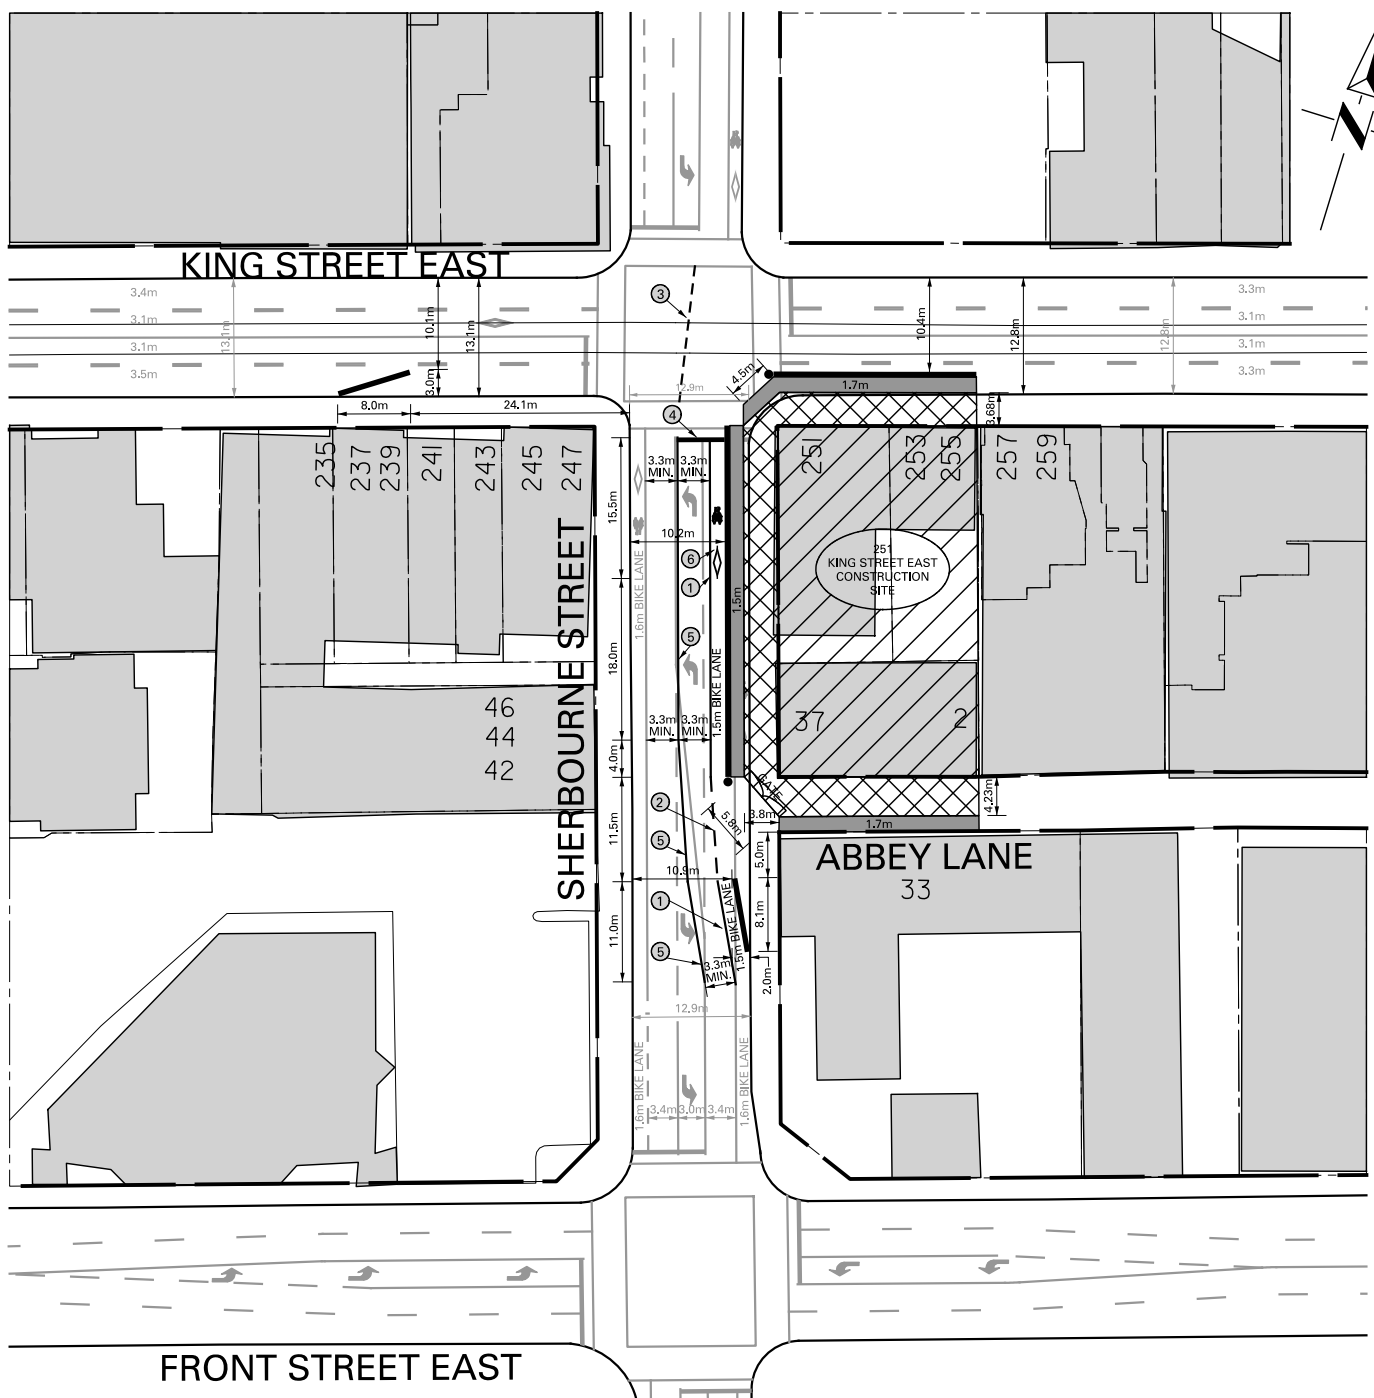 KING STREET EAST
3.4m
3.1m
3.1m
3.5m
13.1m
10.1m
13.1m
3.0m
8.0m
24.1m
3
12.9m
4.5m
4
1.7m
10.4m
12.8m
12.8m
3.3m
3.1m
3.1m
3.3m
3.68m
N
235
237
239
241
243
245
247
251
253
255
257
259
3.3m
MIN.
3.3m
MIN.
15.5m
10.2m
6
1
5
1.6m BIKE LANE
1.5m BIKE LANE
1.5m
251
KING STREET EAST
CONSTRUCTION
SITE
18.0m
SHERBOURNE STREET
46
44
42
37
2
3.3m
MIN.
3.3m
MIN.
4.0m
GATE
4.23m
2
5.8m
3.8m
1.7m
11.5m
5
5.0m
ABBEY LANE
33
10.9m
1
1.5m BIKE LANE
8.1m
11.0m
5
3.3m
MIN.
2.0m
12.9m
1.6m BIKE LANE
1.6m BIKE LANE
3.4m
3.0m
3.4m
FRONT STREET EAST